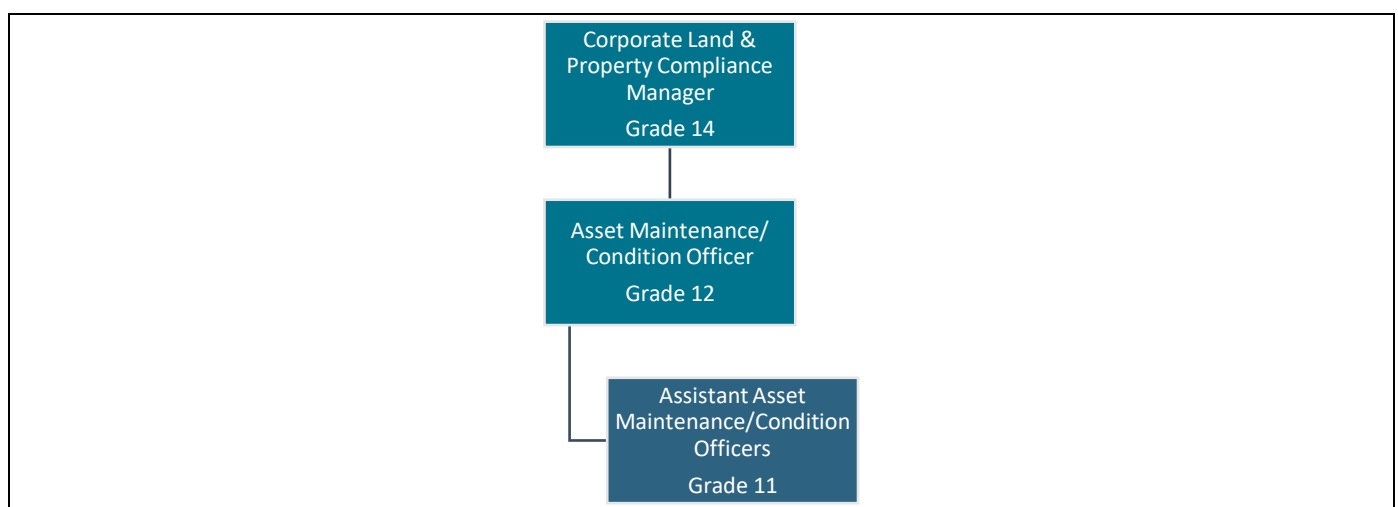 Corporate Land &
Property Compliance
Manager
Grade 14
Asset Maintenance/
Condition Officer
Grade 12
Assistant Asset
Maintenance/Condition
Officers
Grade 11